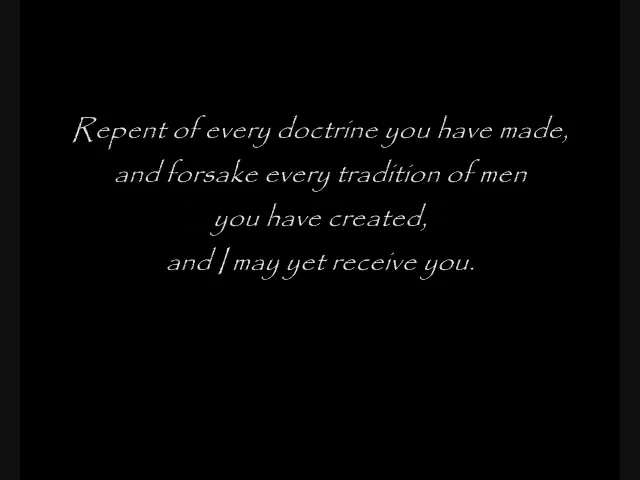 Repent of every doctrine you have made,
and forsake every tradition of men
you have created,
and I may yet receive you.